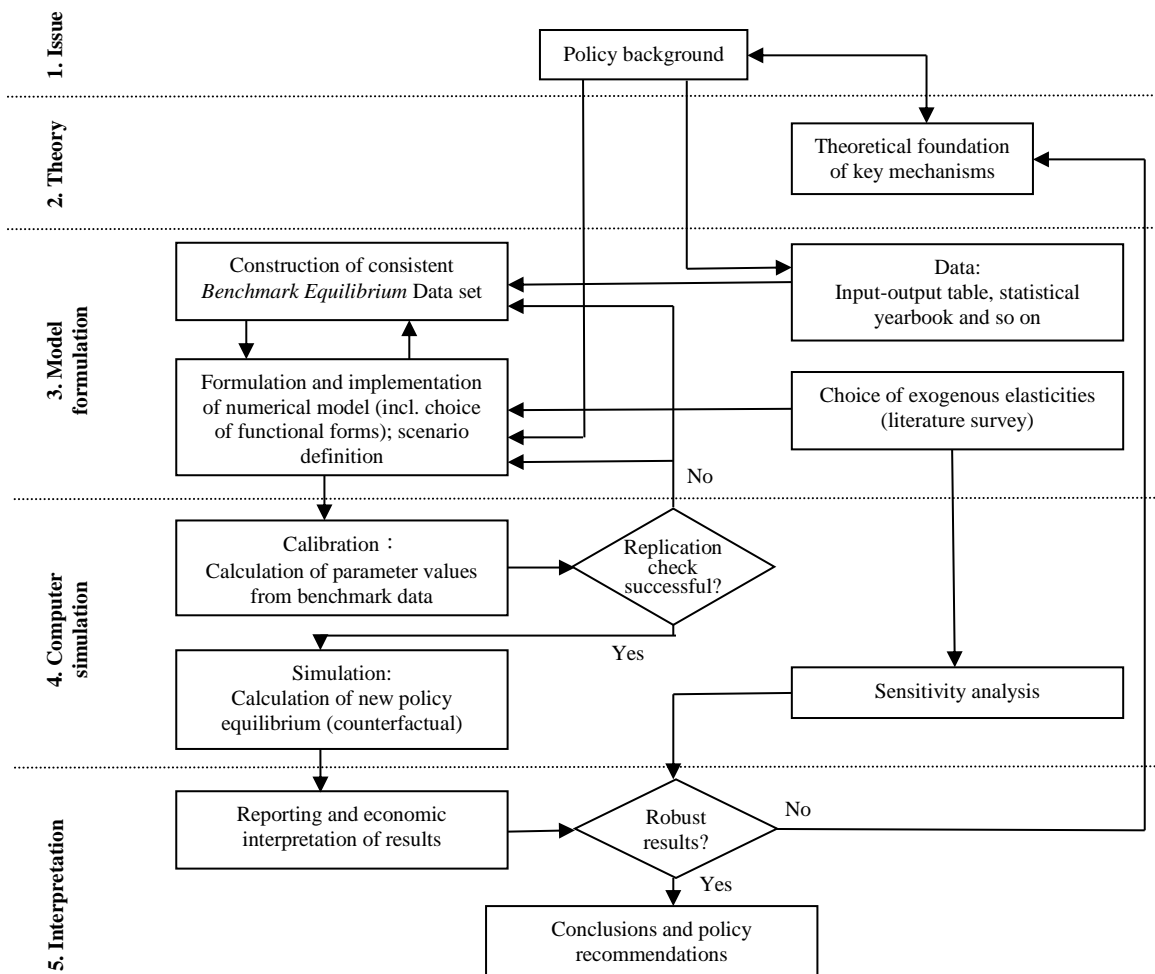 1. Issue
Policy background
2. Theory
Theoretical foundation
of key mechanisms
3. Model
formulation
Construction of consistent
Benchmark Equilibrium Data set
Data:
Input-output table, statistical
yearbook and so on
Formulation and implementation
of numerical model (incl. choice
of functional forms); scenario
definition
Choice of exogenous elasticities
(literature survey)
No
4. Computer
simulation
Calibration：
Calculation of parameter values
from benchmark data
Replication
check
successful?
Yes
Simulation:
Calculation of new policy
equilibrium (counterfactual)
Sensitivity analysis
5. Interpretation
Reporting and economic
interpretation of results
Robust
results?
No
Yes
Conclusions and policy
recommendations